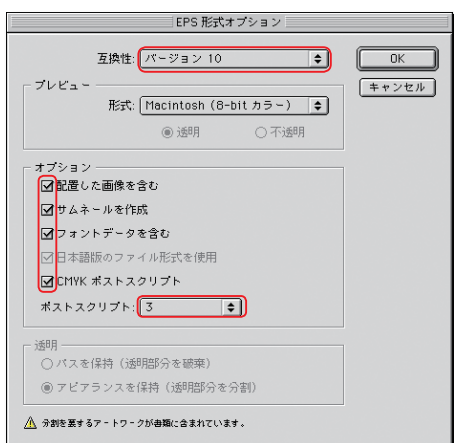 EPS 形式オプション
互換性: バージョン 10
OK
キャンセル
プレビュー
形式: Macintosh (8-bit カラー)
透明 不透明
オプション
配置した画像を含む
サムネールを作成
フォントデータを含む
日本語版のファイル形式を使用
CMYK ポストスクリプト
ポストスクリプト: 3
透明
パスを保持（透明部分を破棄）
アピアランスを保持（透明部分を分割）
分割を要するアートワークが書類に含まれています。